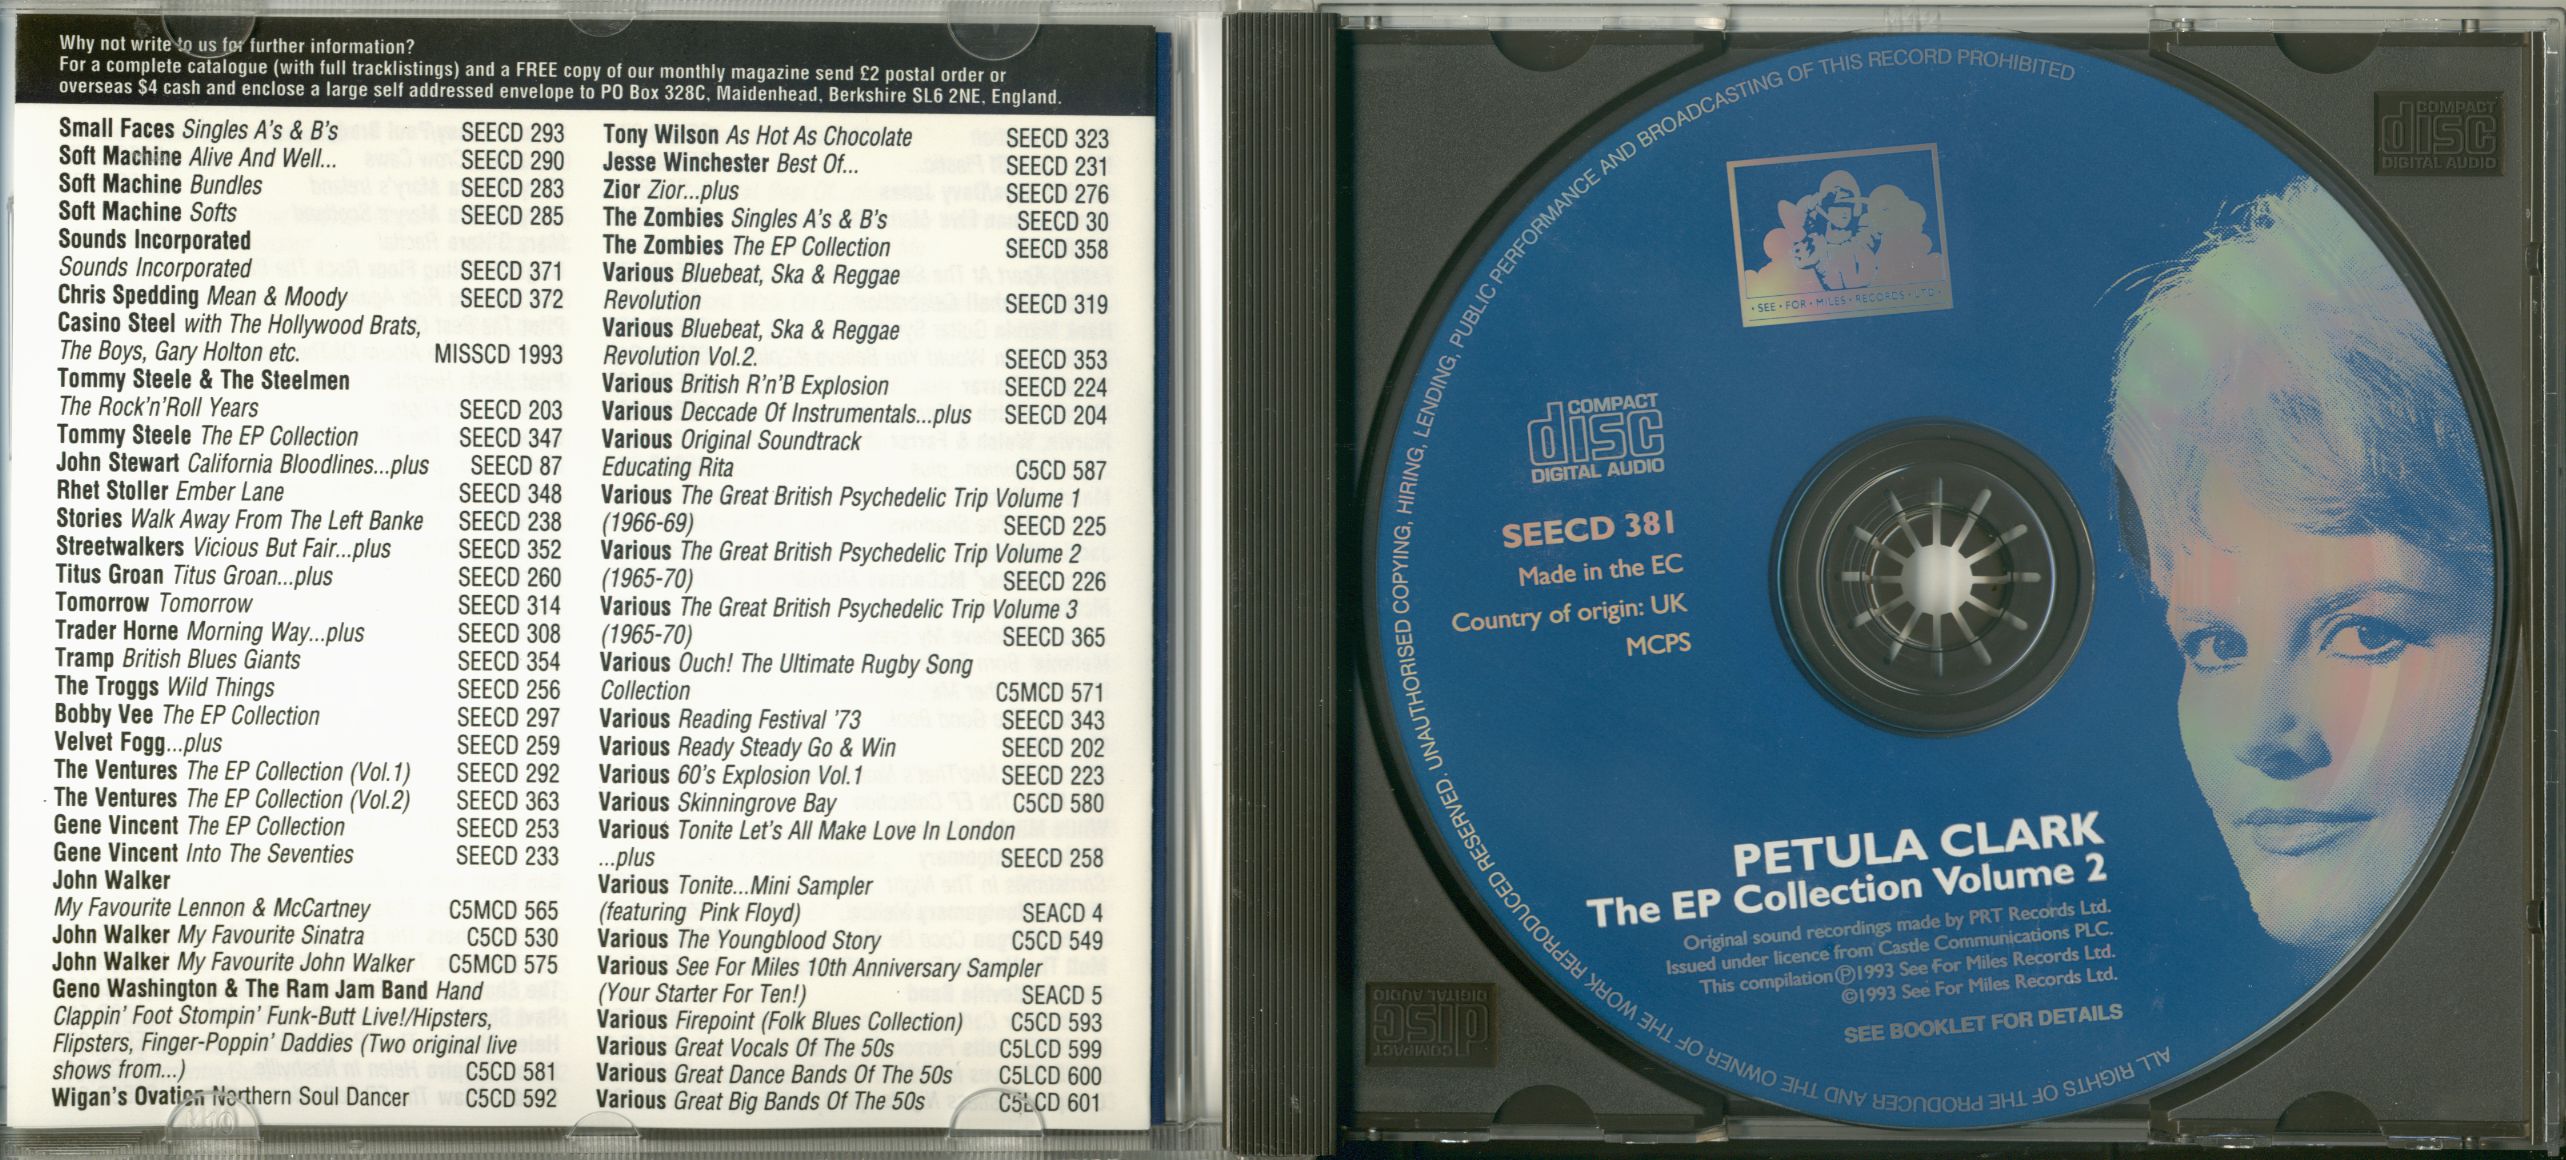 Why not write to us for further information?
For a complete catalogue (with full tracklistings) and a FREE copy of our monthly magazine send £2 postal order or
overseas $4 cash and enclose a large self addressed envelope to PO Box 328C, Maidenhead, Berkshire SL6 2NE, England.
Small Faces Singles A's & B's SEECD 293
Soft Machine Alive And Well... SEECD 290
Soft Machine Bundles SEECD 283
Soft Machine Softs SEECD 285
Sounds Incorporated
Sounds Incorporated SEECD 371
Chris Spedding Mean & Moody SEECD 372
Casino Steel with The Hollywood Brats,
The Boys, Gary Holton etc. MISSCD 1993
Tommy Steele & The Steelmen
The Rock'n'Roll Years SEECD 203
Tommy Steele The EP Collection SEECD 347
John Stewart California Bloodlines...plus SEECD 87
Rhet Stoller Ember Lane SEECD 348
Stories Walk Away From The Left Banke SEECD 238
Streetwalkers Vicious But Fair...plus SEECD 352
Titus Groan Titus Groan...plus SEECD 260
Tomorrow Tomorrow SEECD 314
Trader Horne Morning Way...plus SEECD 308
Tramp British Blues Giants SEECD 354
The Troggs Wild Things SEECD 256
Bobby Vee The EP Collection SEECD 297
Velvet Fogg...plus SEECD 259
The Ventures The EP Collection (Vol.1) SEECD 292
The Ventures The EP Collection (Vol.2) SEECD 363
Gene Vincent The EP Collection SEECD 253
Gene Vincent Into The Seventies SEECD 233
John Walker
My Favourite Lennon & McCartney C5MCD 565
John Walker My Favourite Sinatra C5CD 530
John Walker My Favourite John Walker C5MCD 575
Geno Washington & The Ram Jam Band Hand
Clappin' Foot Stompin' Funk-Butt Live!/Hipsters,
Flipsters, Finger-Poppin' Daddies (Two original live
shows from...) C5CD 581
Wigan's Ovation Northern Soul Dancer C5CD 592
Tony Wilson As Hot As Chocolate SEECD 323
Jesse Winchester Best Of... SEECD 231
Zior Zior...plus SEECD 276
The Zombies Singles A's & B's SEECD 30
The Zombies The EP Collection SEECD 358
Various Bluebeat, Ska & Reggae
Revolution SEECD 319
Various Bluebeat, Ska & Reggae
Revolution Vol.2. SEECD 353
Various British R'n'B Explosion SEECD 224
Various Deccade Of Instrumentals...plus SEECD 204
Various Original Soundtrack
Educating Rita C5CD 587
Various The Great British Psychedelic Trip Volume 1
(1966-69) SEECD 225
Various The Great British Psychedelic Trip Volume 2
(1965-70) SEECD 226
Various The Great British Psychedelic Trip Volume 3
(1965-70) SEECD 365
Various Ouch! The Ultimate Rugby Song
Collection C5MCD 571
Various Reading Festival '73 SEECD 343
Various Ready Steady Go & Win SEECD 202
Various 60's Explosion Vol.1 SEECD 223
Various Skinningrove Bay C5CD 580
Various Tonite Let's All Make Love In London
...plus SEECD 258
Various Tonite...Mini Sampler
(featuring Pink Floyd) SEACD 4
Various The Youngblood Story C5CD 549
Various See For Miles 10th Anniversary Sampler
(Your Starter For Ten!) SEACD 5
Various Firepoint (Folk Blues Collection) C5CD 593
Various Great Vocals Of The 50s C5LCD 599
Various Great Dance Bands Of The 50s C5LCD 600
Various Great Big Bands Of The 50s C5LCD 601
ALL RIGHTS OF THE PRODUCER AND THE OWNER OF THE WORK REPRODUCED RESERVED. UNAUTHORISED COPYING, HIRING, LENDING, PUBLIC PERFORMANCE AND BROADCASTING OF THIS RECORD PROHIBITED
• SEE • FOR • MILES • RECORDS • LTD •
COMPACT
disc
DIGITAL AUDIO
SEECD 381
Made in the EC
Country of origin: UK
MCPS
PETULA CLARK
The EP Collection Volume 2
Original sound recordings made by PRT Records Ltd.
Issued under licence from Castle Communications PLC.
This compilation ℗1993 See For Miles Records Ltd.
©1993 See For Miles Records Ltd.
SEE BOOKLET FOR DETAILS
COMPACT
disc
DIGITAL AUDIO
COMPACT
disc
DIGITAL AUDIO